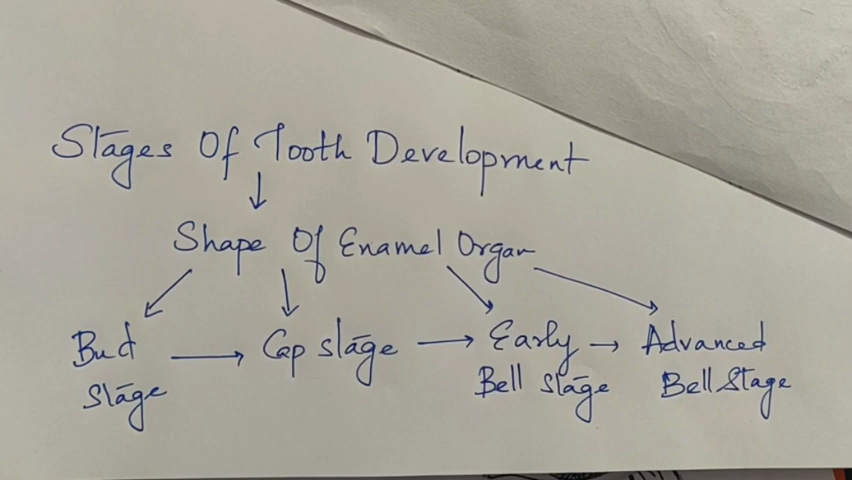 Stages Of Tooth Development
Shape Of Enamel Organ
Bud Stage
Cap stage
Early Bell stage
Advanced Bell Stage